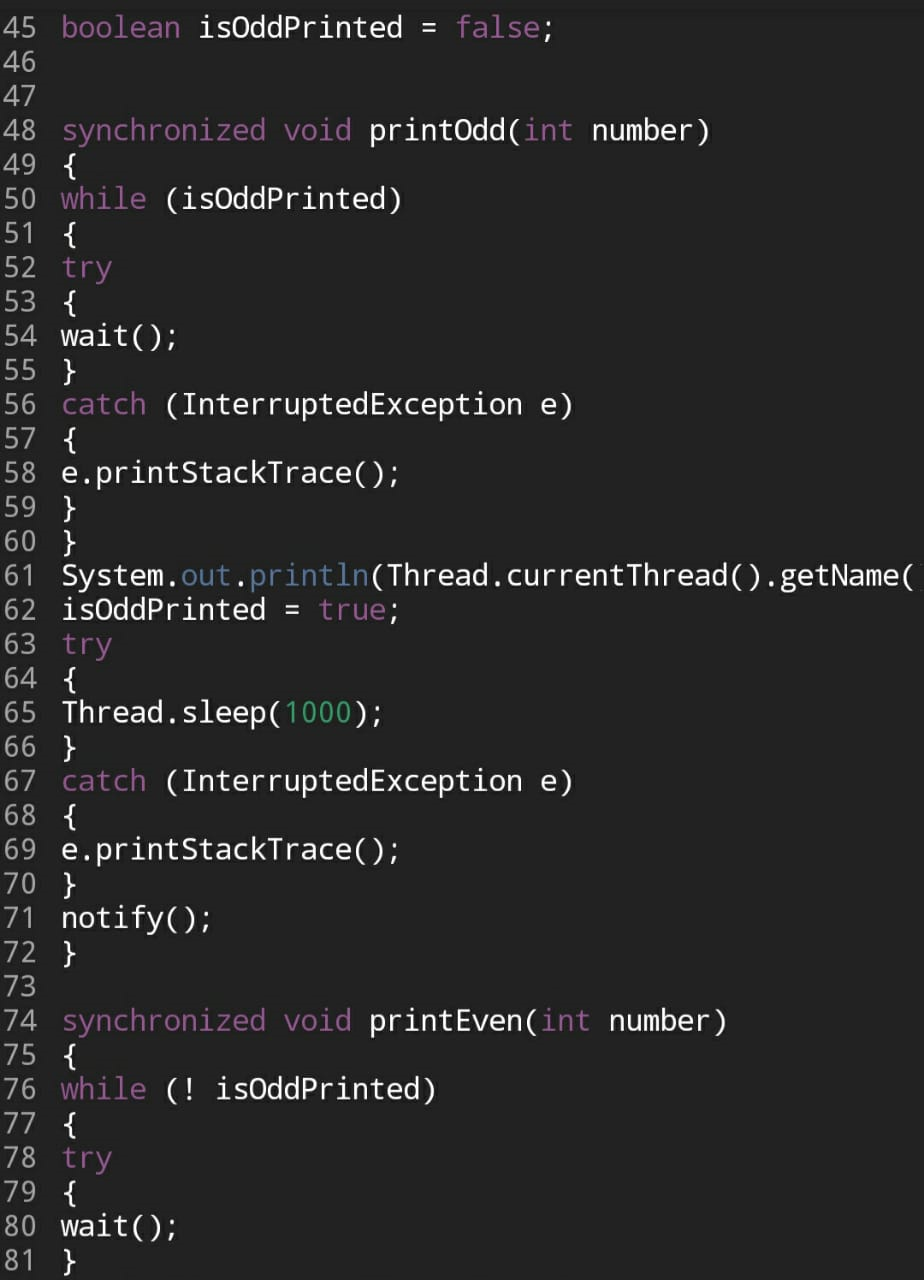 45 boolean isOddPrinted = false;
46
47
48 synchronized void printOdd(int number)
49 {
50 while (isOddPrinted)
51 {
52 try
53 {
54 wait();
55 }
56 catch (InterruptedException e)
57 {
58 e.printStackTrace();
59 }
60 }
61 System.out.println(Thread.currentThread().getName(
62 isOddPrinted = true;
63 try
64 {
65 Thread.sleep(1000);
66 }
67 catch (InterruptedException e)
68 {
69 e.printStackTrace();
70 }
71 notify();
72 }
73
74 synchronized void printEven(int number)
75 {
76 while (! isOddPrinted)
77 {
78 try
79 {
80 wait();
81 }